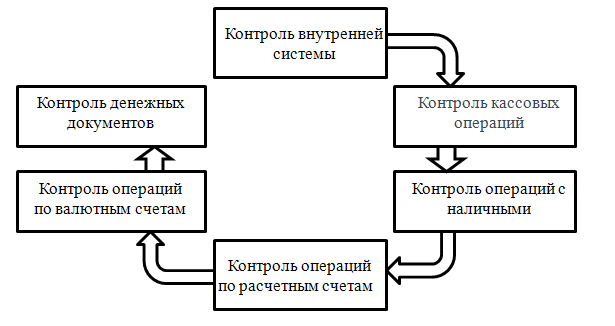 Контроль внутренней
системы
Контроль кассовых
операций
Контроль операций с
наличными
Контроль операций
по расчетным счетам
Контроль операций
по валютным счетам
Контроль денежных
документов